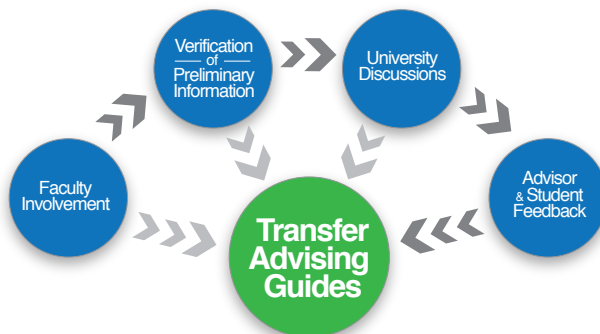 Faculty
Involvement
Verification
of
Preliminary
Information
University
Discussions
Advisor
& Student
Feedback
Transfer
Advising
Guides